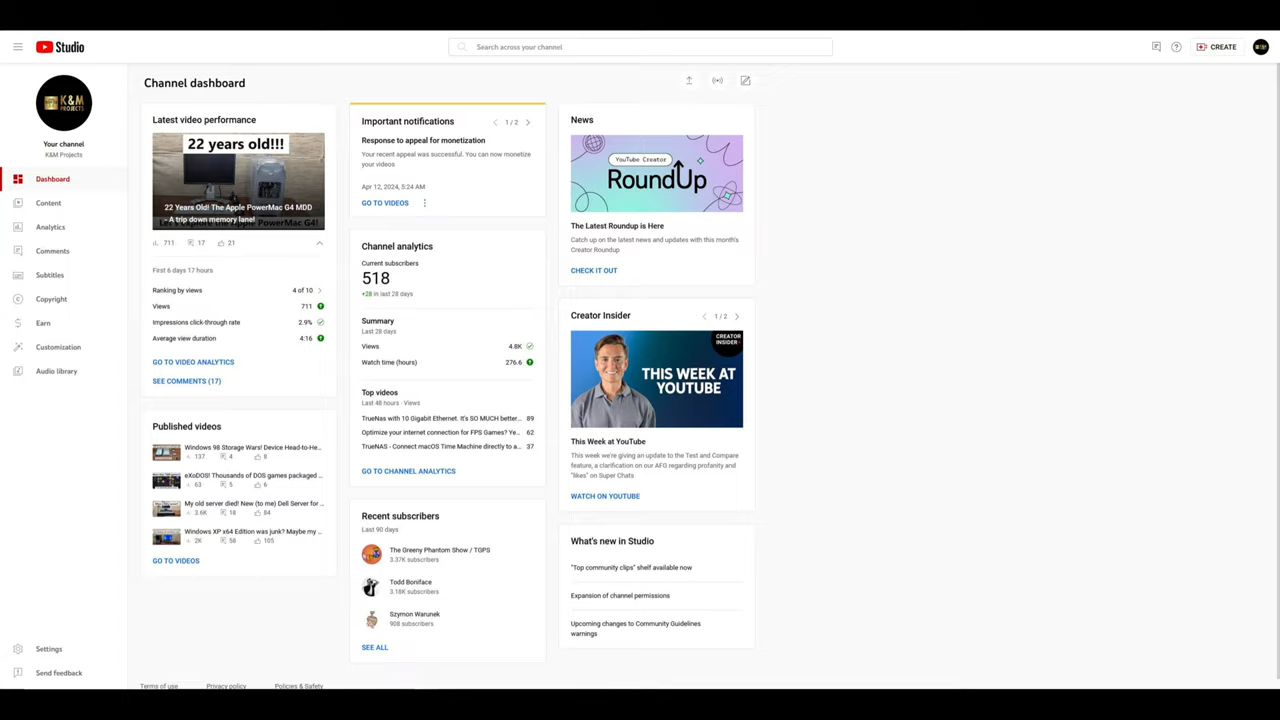 Studio
Search across your channel
CREATE
K&M
PROJECTS
Your channel
K&M Projects
Dashboard
Content
Analytics
Comments
Subtitles
Copyright
Earn
Customization
Audio library
Settings
Send feedback
Channel dashboard
Latest video performance
22 years old!!!
22 Years Old! The Apple PowerMac G4 MDD
- A trip down memory lane!
711 17 21
First 6 days 17 hours
Ranking by views 4 of 10
Views 711
Impressions click-through rate 2.9%
Average view duration 4:16
GO TO VIDEO ANALYTICS
SEE COMMENTS (17)
Published videos
Windows 98 Storage Wars! Device Head-to-He...
137 4 8
eXoDOS! Thousands of DOS games packaged ...
63 5 6
My old server died! New (to me) Dell Server for ...
3.6K 18 84
Windows XP x64 Edition was junk? Maybe my ...
2K 58 105
GO TO VIDEOS
Important notifications
1 / 2
Response to appeal for monetization
Your recent appeal was successful. You can now monetize
your videos
Apr 12, 2024, 5:24 AM
GO TO VIDEOS
Channel analytics
Current subscribers
518
+28 in last 28 days
Summary
Last 28 days
Views 4.8K
Watch time (hours) 276.6
Top videos
Last 48 hours · Views
TrueNas with 10 Gigabit Ethernet. It's SO MUCH better... 89
Optimize your internet connection for FPS Games? Ye... 62
TrueNAS - Connect macOS Time Machine directly to a... 37
GO TO CHANNEL ANALYTICS
Recent subscribers
Last 90 days
The Greeny Phantom Show / TGPS
3.37K subscribers
Todd Boniface
3.18K subscribers
Szymon Warunek
908 subscribers
SEE ALL
News
YouTube Creator
RoundUp
The Latest Roundup is Here
Catch up on the latest news and updates with this month's
Creator Roundup
CHECK IT OUT
Creator Insider
1 / 2
CREATOR
INSIDER
THIS WEEK AT
YOUTUBE
This Week at YouTube
This week we're giving an update to the Test and Compare
feature, a clarification on our AFG regarding profanity and
"likes" on Super Chats
WATCH ON YOUTUBE
What's new in Studio
"Top community clips" shelf available now
Expansion of channel permissions
Upcoming changes to Community Guidelines
warnings
Terms of use
Privacy policy
Policies & Safety